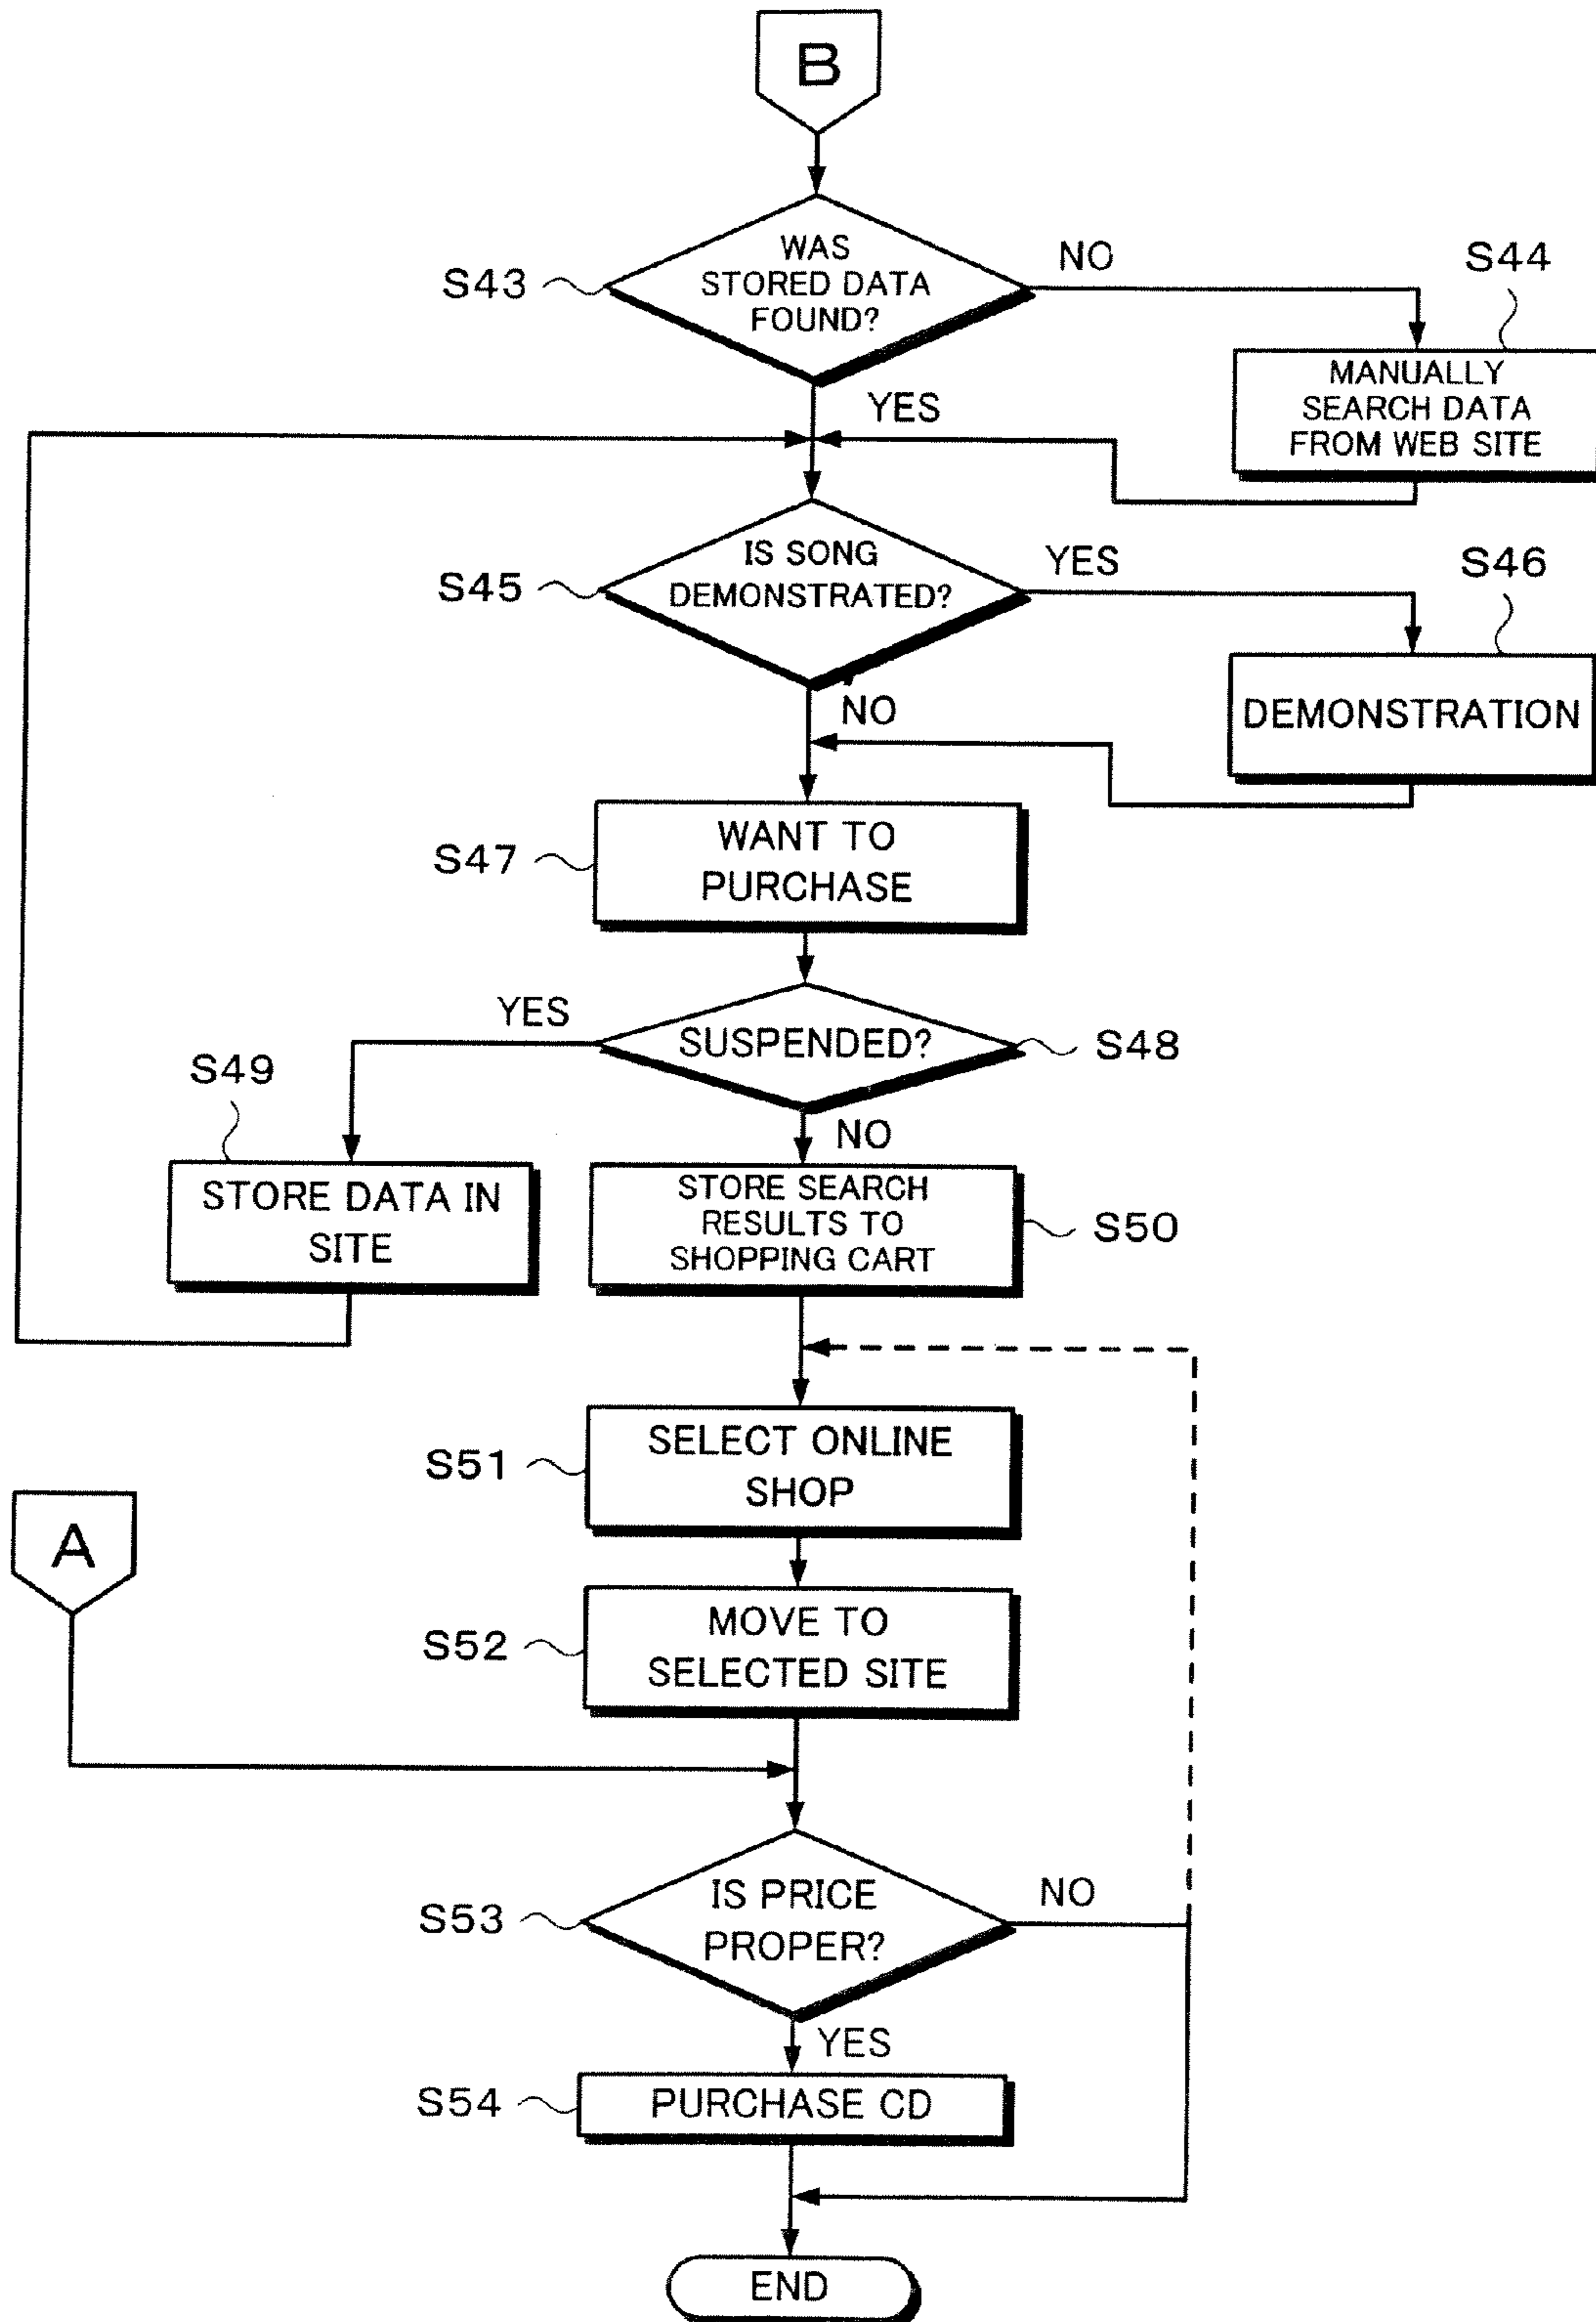 B
WAS
STORED DATA
FOUND?
S43
NO
S44
MANUALLY
SEARCH DATA
FROM WEB SITE
YES
IS SONG
DEMONSTRATED?
S45
YES
S46
DEMONSTRATION
NO
WANT TO
PURCHASE
S47
YES
SUSPENDED?
S48
S49
NO
STORE DATA IN
SITE
STORE SEARCH
RESULTS TO
SHOPPING CART
S50
SELECT ONLINE
SHOP
S51
A
MOVE TO
SELECTED SITE
S52
IS PRICE
PROPER?
S53
NO
YES
S54
PURCHASE CD
END